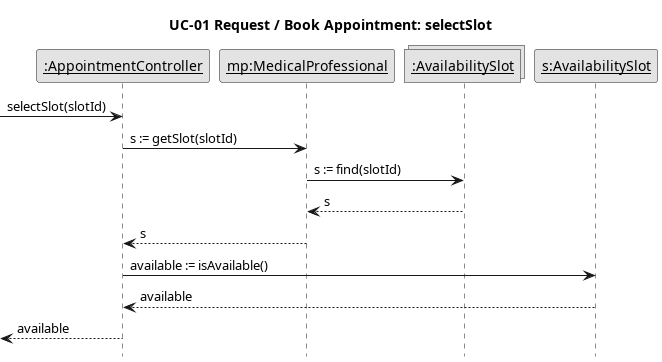 UC-01 Request / Book Appointment: selectSlot
:AppointmentController
mp:MedicalProfessional
:AvailabilitySlot
s:AvailabilitySlot
selectSlot(slotId)
s := getSlot(slotId)
s := find(slotId)
s
s
available := isAvailable()
available
available